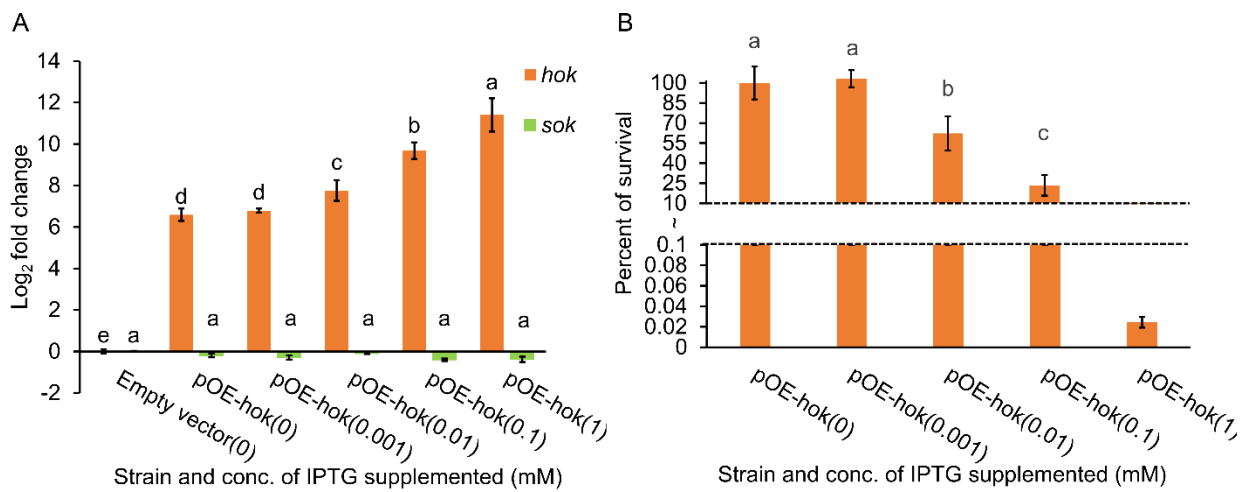 A
Log2 fold change
14
12
10
8
6
4
2
0
-2
hok
sok
e a d a d a c a b a a a
Empty vector(0)
pOE-hok(0)
pOE-hok(0.001)
pOE-hok(0.01)
pOE-hok(0.1)
pOE-hok(1)
Strain and conc. of IPTG supplemented (mM)
B
Percent of survival
100
85
70
55
40
25
10
~
0.1
0.08
0.06
0.04
0.02
0
a a b c
pOE-hok(0)
pOE-hok(0.001)
pOE-hok(0.01)
pOE-hok(0.1)
pOE-hok(1)
Strain and conc. of IPTG supplemented (mM)